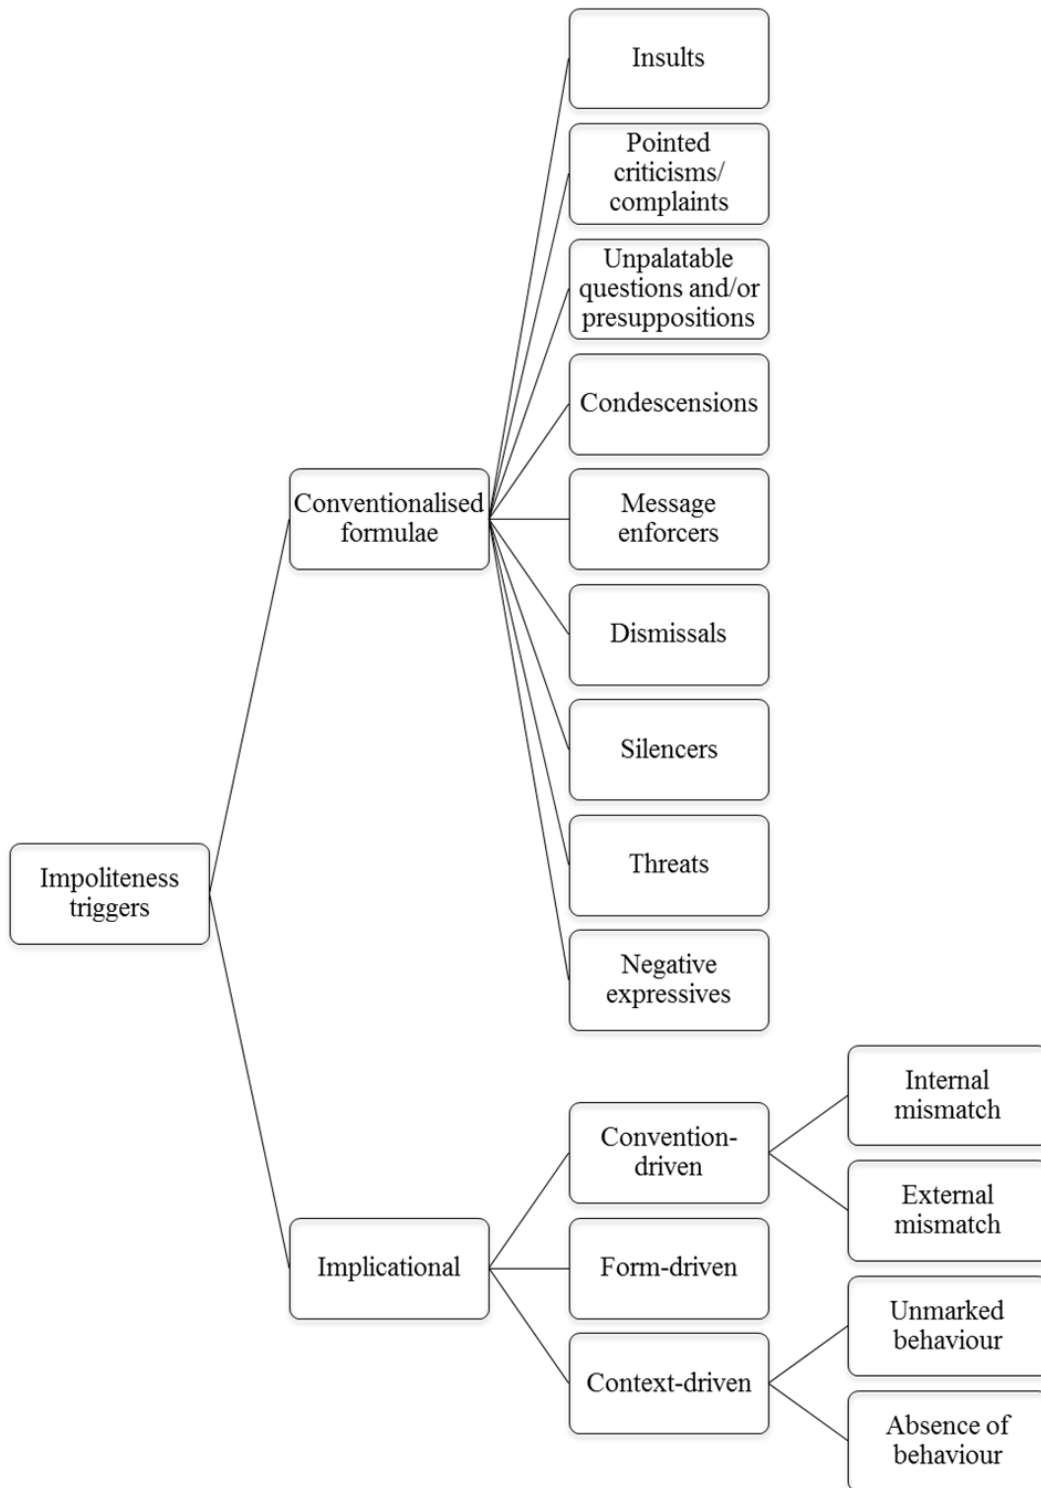 Insults
Pointed
criticisms/
complaints
Unpalatable
questions and/or
presuppositions
Condescensions
Conventionalised
formulae
Message
enforcers
Dismissals
Silencers
Impoliteness
triggers
Threats
Negative
expressives
Internal
mismatch
Convention-
driven
External
mismatch
Implicational
Form-driven
Unmarked
behaviour
Context-driven
Absence of
behaviour